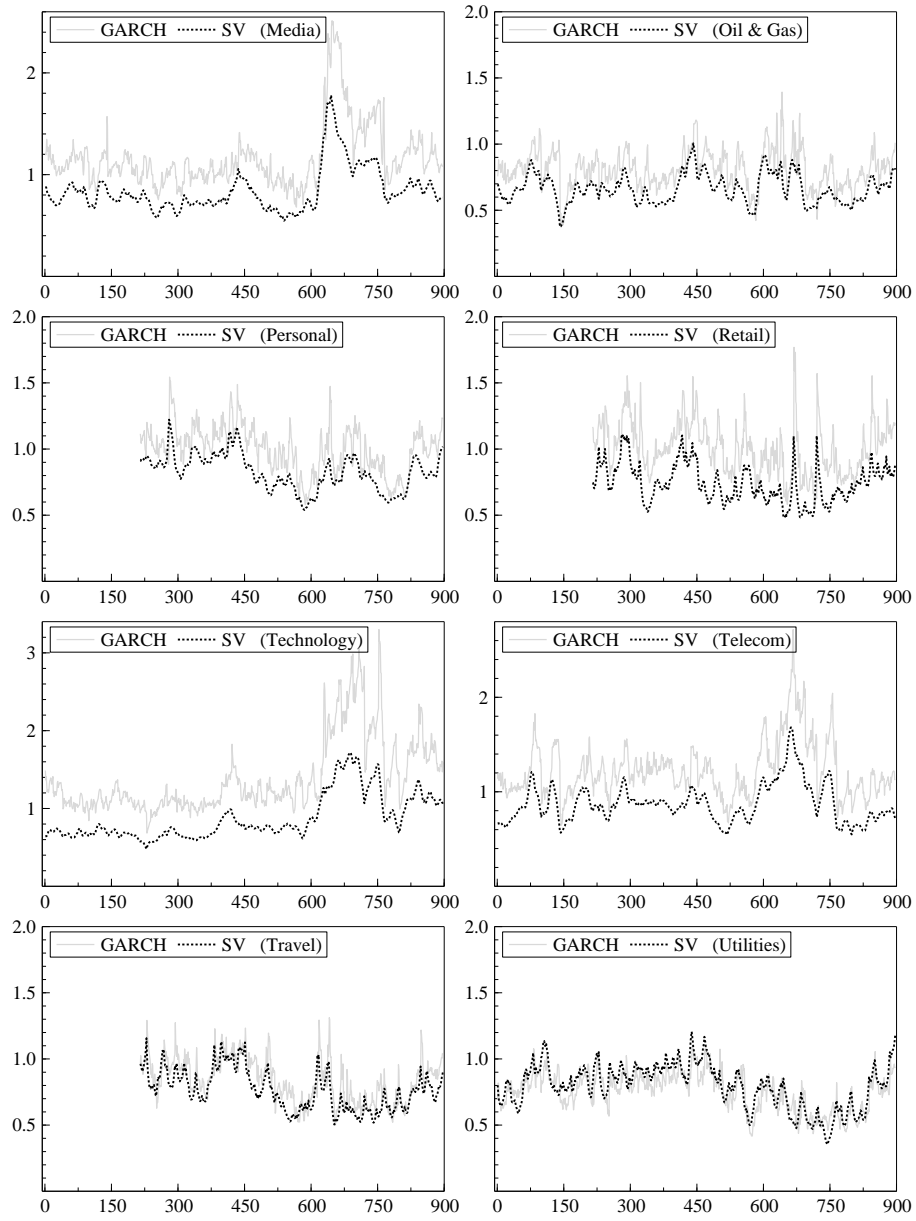 GARCH SV (Media)
2
1
0 150 300 450 600 750 900
GARCH SV (Oil & Gas)
2.0
1.5
1.0
0.5
0 150 300 450 600 750 900
GARCH SV (Personal)
2.0
1.5
1.0
0.5
0 150 300 450 600 750 900
GARCH SV (Retail)
2.0
1.5
1.0
0.5
0 150 300 450 600 750 900
GARCH SV (Technology)
3
2
1
0 150 300 450 600 750 900
GARCH SV (Telecom)
2
1
0 150 300 450 600 750 900
GARCH SV (Travel)
2.0
1.5
1.0
0.5
0 150 300 450 600 750 900
GARCH SV (Utilities)
2.0
1.5
1.0
0.5
0 150 300 450 600 750 900